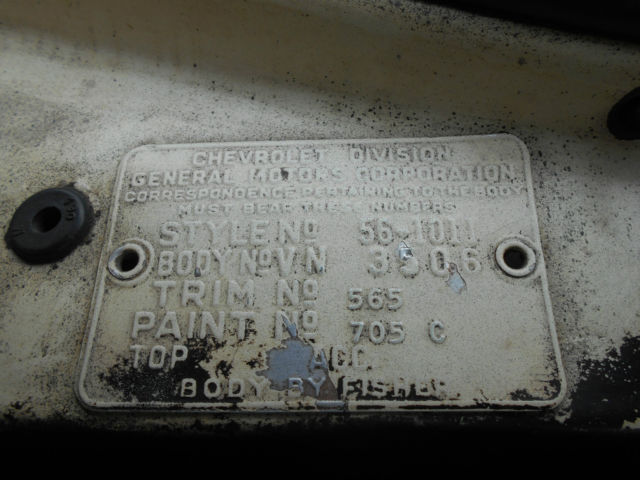 CHEVROLET DIVISION
GENERAL MOTORS CORPORATION
CORRESPONDENCE PERTAINING TO THE BODY
MUST BEAR THESE NUMBERS
STYLE NO 56-1011
BODY NO V N 3506
TRIM NO 565
PAINT NO 705 C
TOP ACC
BODY BY FISHER